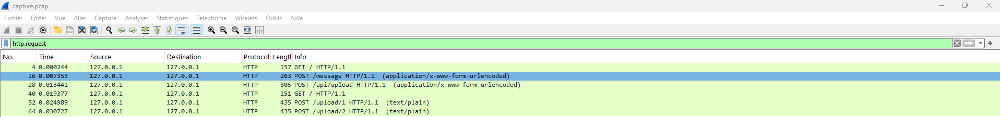 capture.pcap
Fichier Editer Vue Aller Capture Analyser Statistiques Telephonie Wireless Outils Aide
http.request
No. Time Source Destination Protocol Lengtl Info
4 0.000244 127.0.0.1 127.0.0.1 HTTP 157 GET / HTTP/1.1
16 0.007353 127.0.0.1 127.0.0.1 HTTP 263 POST /message HTTP/1.1 (application/x-www-form-urlencoded)
28 0.013441 127.0.0.1 127.0.0.1 HTTP 305 POST /api/upload HTTP/1.1 (application/x-www-form-urlencoded)
40 0.019377 127.0.0.1 127.0.0.1 HTTP 151 GET / HTTP/1.1
52 0.024989 127.0.0.1 127.0.0.1 HTTP 435 POST /upload/1 HTTP/1.1 (text/plain)
64 0.030727 127.0.0.1 127.0.0.1 HTTP 435 POST /upload/2 HTTP/1.1 (text/plain)